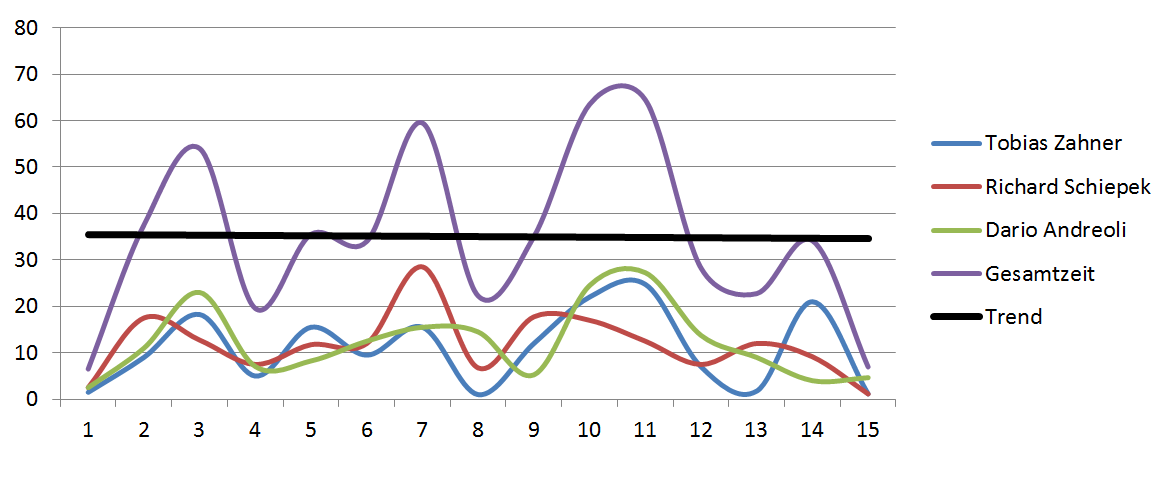 80
70
60
50
40
30
20
10
0
1 2 3 4 5 6 7 8 9 10 11 12 13 14 15
Tobias Zahner
Richard Schiepek
Dario Andreoli
Gesamtzeit
Trend